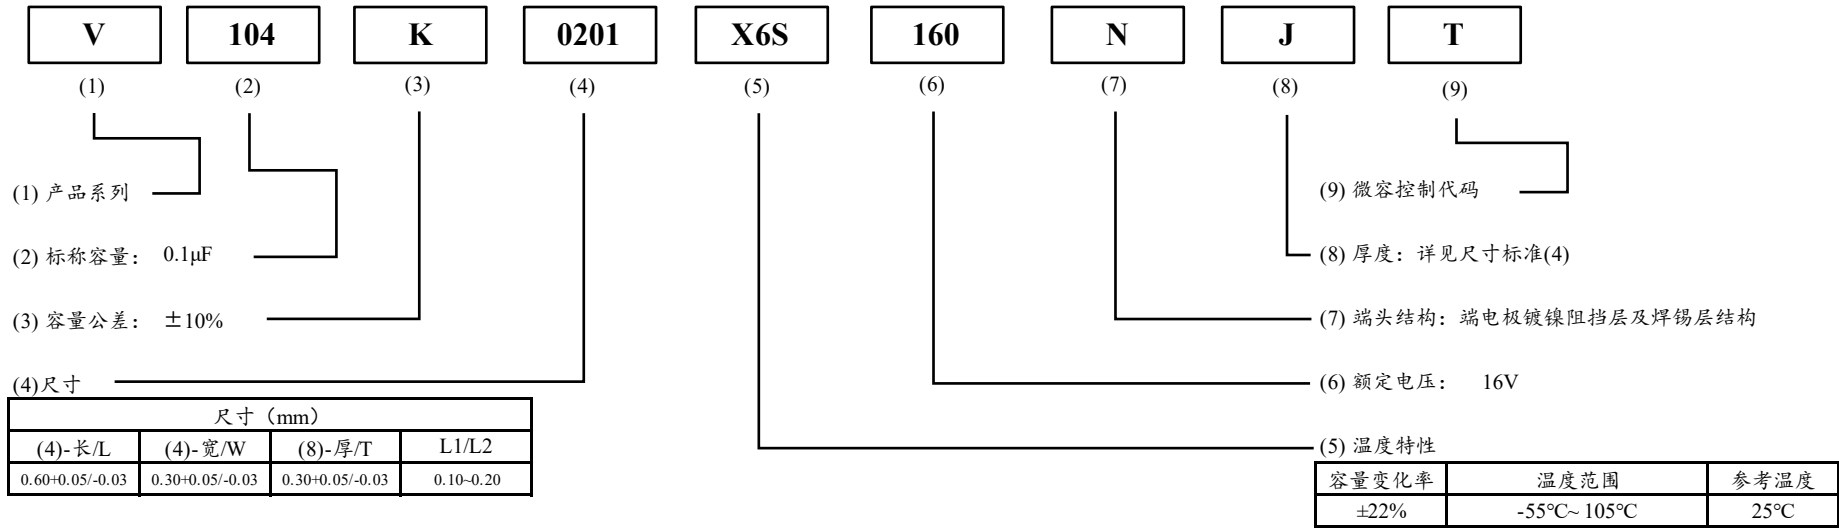 V 104 K 0201 X6S 160 N J T
(1) (2) (3) (4) (5) (6) (7) (8) (9)
(1) 产品系列
(9) 微容控制代码
(2) 标称容量： 0.1μF
(8) 厚度：详见尺寸标准(4)
(3) 容量公差： ±10%
(7) 端头结构：端电极镀镍阻挡层及焊锡层结构
(4)尺寸
(6) 额定电压： 16V
尺寸（mm）
(4)-长/L (4)-宽/W (8)-厚/T L1/L2
0.60+0.05/-0.03 0.30+0.05/-0.03 0.30+0.05/-0.03 0.10~0.20
(5) 温度特性
容量变化率 温度范围 参考温度
±22% -55℃~ 105℃ 25℃